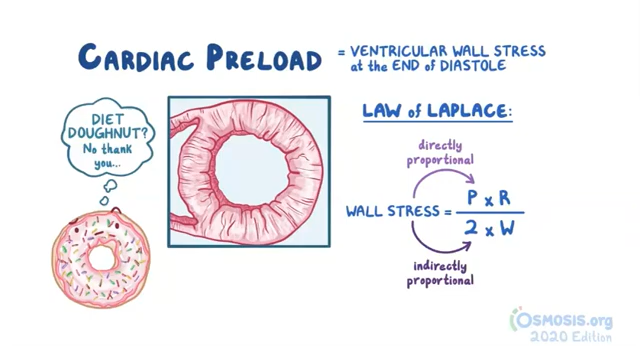 CARDIAC PRELOAD = VENTRICULAR WALL STRESS
at the END of DIASTOLE
DIET
DOUGHNUT?
No thank
you...
LAW of LAPLACE:
directly
proportional
WALL STRESS = P x R
2 x W
indirectly
proportional
OSMOSIS.org
2020 Edition